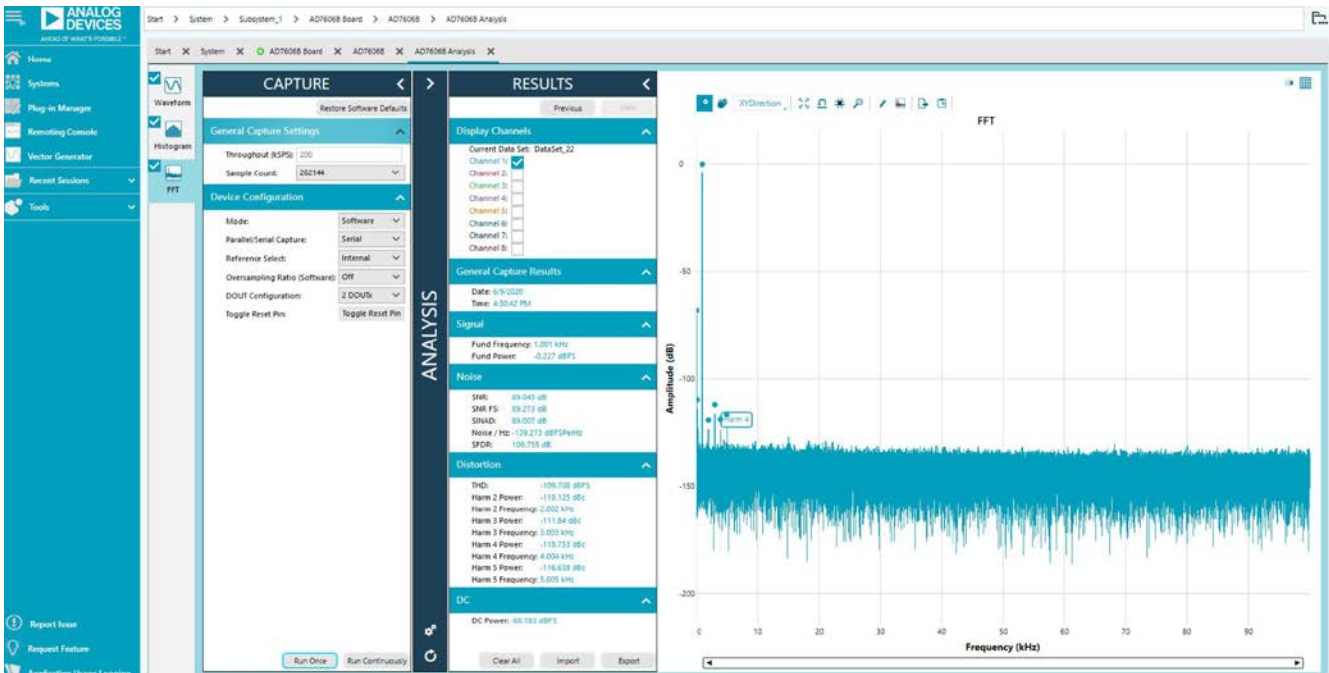 ANALOG
DEVICES
AHEAD OF WHAT'S POSSIBLE™
Start > System > Subsystem_1 > AD7606B Board > AD7606B > AD7606B Analysis
Start X System X AD7606B Board X AD7606B X AD7606B Analysis X
Home
Systems
Plug-in Manager
Remoting Console
Vector Generator
Recent Sessions
Tools
Report Issue
Request Feature
Application Usage Logging
Waveform
Histogram
FFT
CAPTURE
Restore Software Defaults
General Capture Settings
Throughput (kSPS): 200
Sample Count: 262144
Device Configuration
Mode: Software
Parallel/Serial Capture: Serial
Reference Select: Internal
Oversampling Ratio (Software): Off
DOUT Configuration: 2 DOUTx
Toggle Reset Pin: Toggle Reset Pin
Run Once Run Continuously
ANALYSIS
RESULTS
Previous
Display Channels
Current Data Set: DataSet_22
Channel 1:
Channel 2:
Channel 3:
Channel 4:
Channel 5:
Channel 6:
Channel 7:
Channel 8:
General Capture Results
Date: 6/9/2020
Time: 4:30:42 PM
Signal
Fund Frequency: 1.001 kHz
Fund Power: -0.227 dBFS
Noise
SNR: 89.045 dB
SNR FS: 89.273 dB
SINAD: 89.007 dB
Noise / Hz: -139.273 dBFSPerHz
SFDR: 109.755 dB
Distortion
THD: -109.708 dBFS
Harm 2 Power: -119.125 dBc
Harm 2 Frequency: 2.002 kHz
Harm 3 Power: -111.84 dBc
Harm 3 Frequency: 3.003 kHz
Harm 4 Power: dBc
Harm 4 Frequency: 4.004 kHz
Harm 5 Power: -116.638 dBc
Harm 5 Frequency: 5.005 kHz
DC
DC Power: -68.183 dBFS
Clear All Import Export
XYDirection
FFT
Amplitude (dB)
0
-50
-100
-150
-200
Harm 4
0 10 20 30 40 50 60 70 80 90
Frequency (kHz)